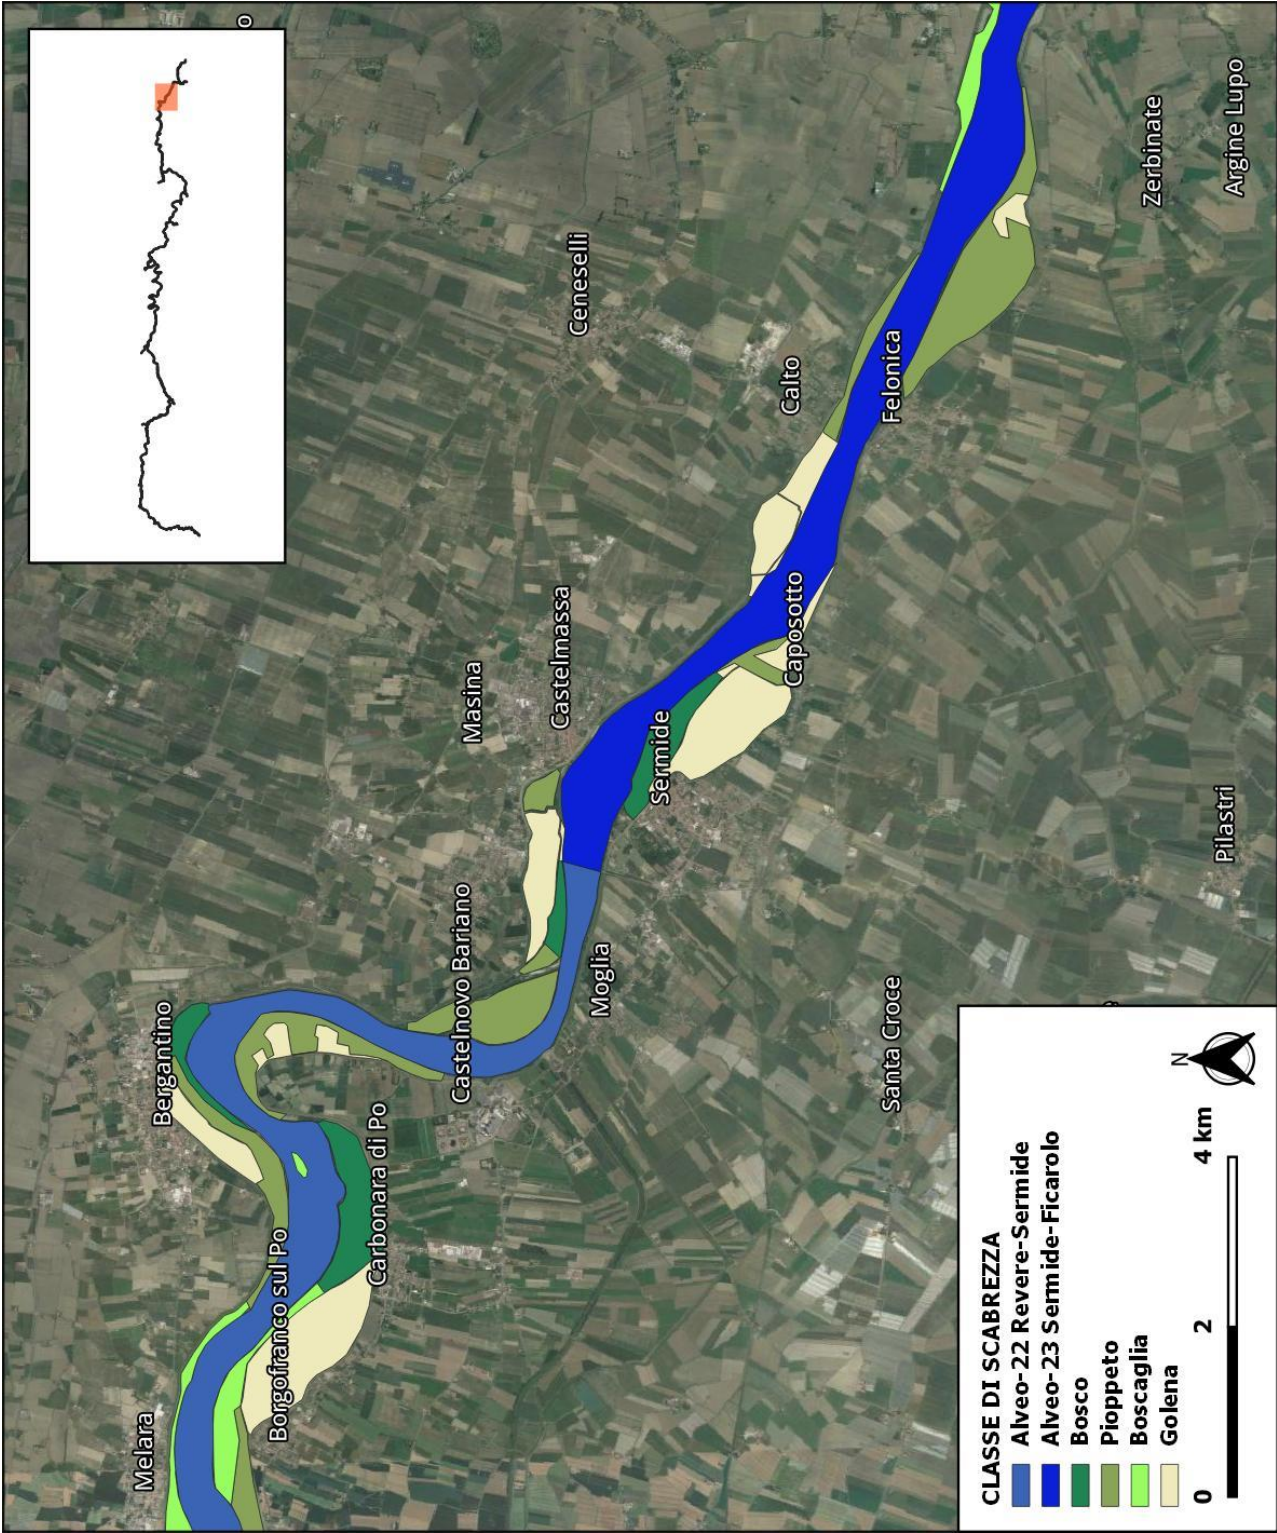 o
Melara
Borgofranco sul Po
Carbonara di Po
Bergantino
Castelnovo Bariano
Moglia
Masina
Castelmassa
Sermide
Caposotto
Ceneselli
Calto
Felonica
Zerbinate
Argine Lupo
Santa Croce
Pilastri
CLASSE DI SCABREZZA
Alveo-22 Revere-Sermide
Alveo-23 Sermide-Ficarolo
Bosco
Pioppeto
Boscaglia
Golena
0
2
4 km
N